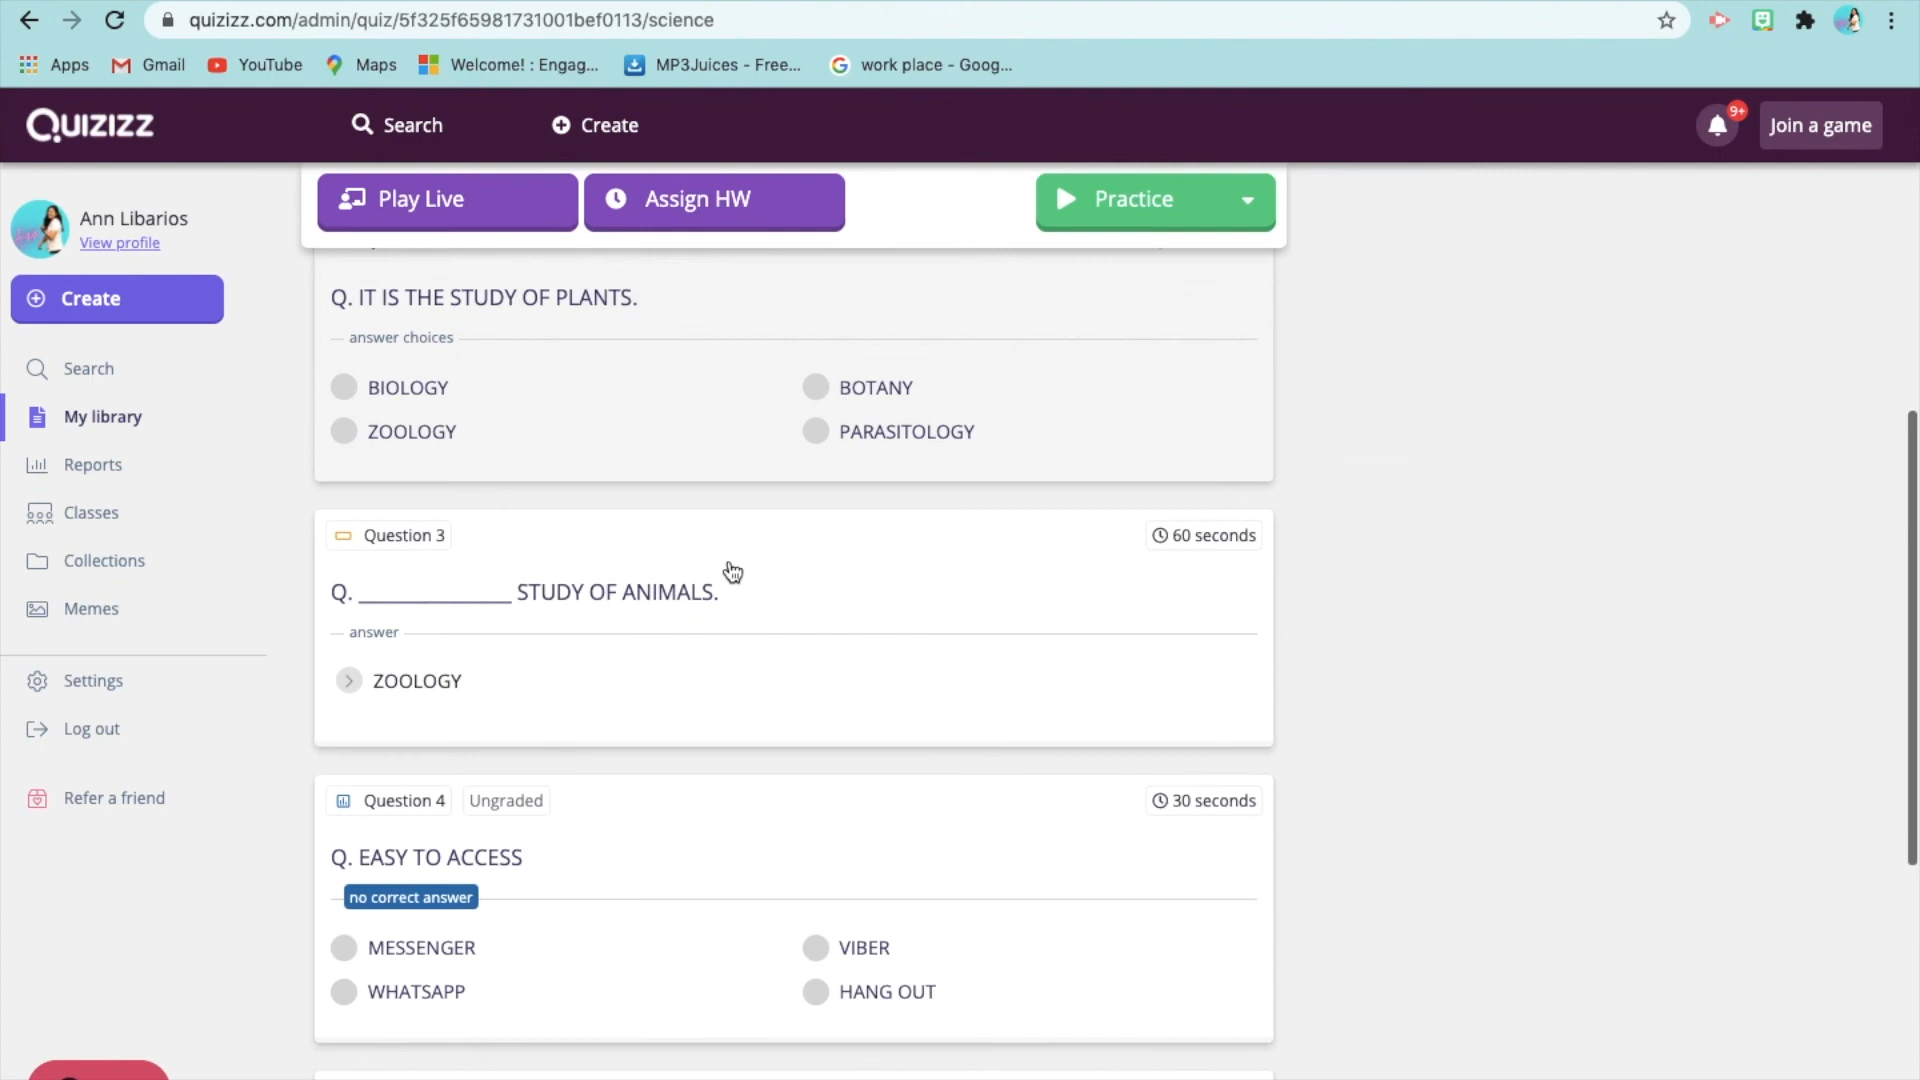 quizizz.com/admin/quiz/5f325f65981731001bef0113/science
Apps
Gmail
YouTube
Maps
Welcome! : Engag...
MP3Juices - Free...
work place - Goog...
QUIZIZZ
Search
Create
9+
Join a game
Play Live
Assign HW
Practice
Ann Libarios
View profile
Create
Search
My library
Reports
Classes
Collections
Memes
Settings
Log out
Refer a friend
Q. IT IS THE STUDY OF PLANTS.
answer choices
BIOLOGY
BOTANY
ZOOLOGY
PARASITOLOGY
Question 3
60 seconds
Q. ______________ STUDY OF ANIMALS.
answer
ZOOLOGY
Question 4
Ungraded
30 seconds
Q. EASY TO ACCESS
no correct answer
MESSENGER
VIBER
WHATSAPP
HANG OUT